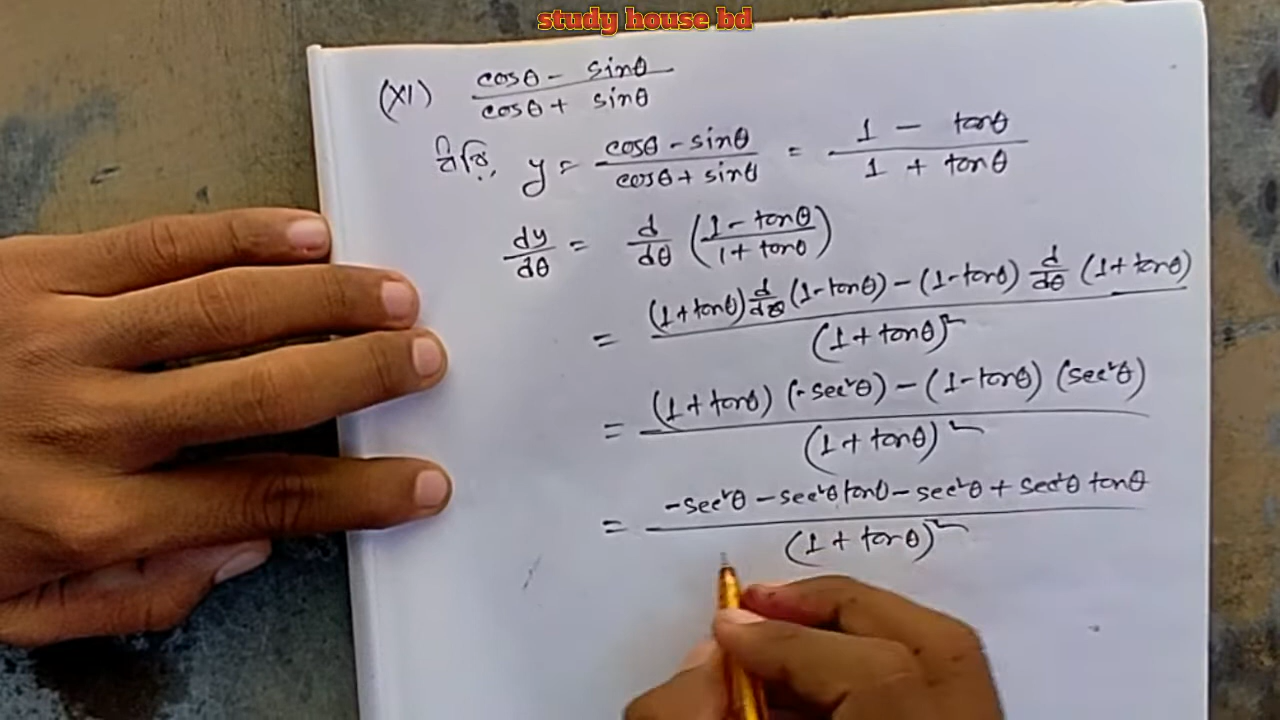 study house bd
(XI) cosθ - sinθ / cosθ + sinθ
ধরি, y = cosθ - sinθ / cosθ + sinθ = 1 - tanθ / 1 + tanθ
dy/dθ = d/dθ (1 - tanθ / 1 + tanθ)
= (1 + tanθ) d/dθ (1 - tanθ) - (1 - tanθ) d/dθ (1 + tanθ) / (1 + tanθ)²
= (1 + tanθ) (-sec²θ) - (1 - tanθ) (sec²θ) / (1 + tanθ)²
= -sec²θ - sec²θ tanθ - sec²θ + sec²θ tanθ / (1 + tanθ)²